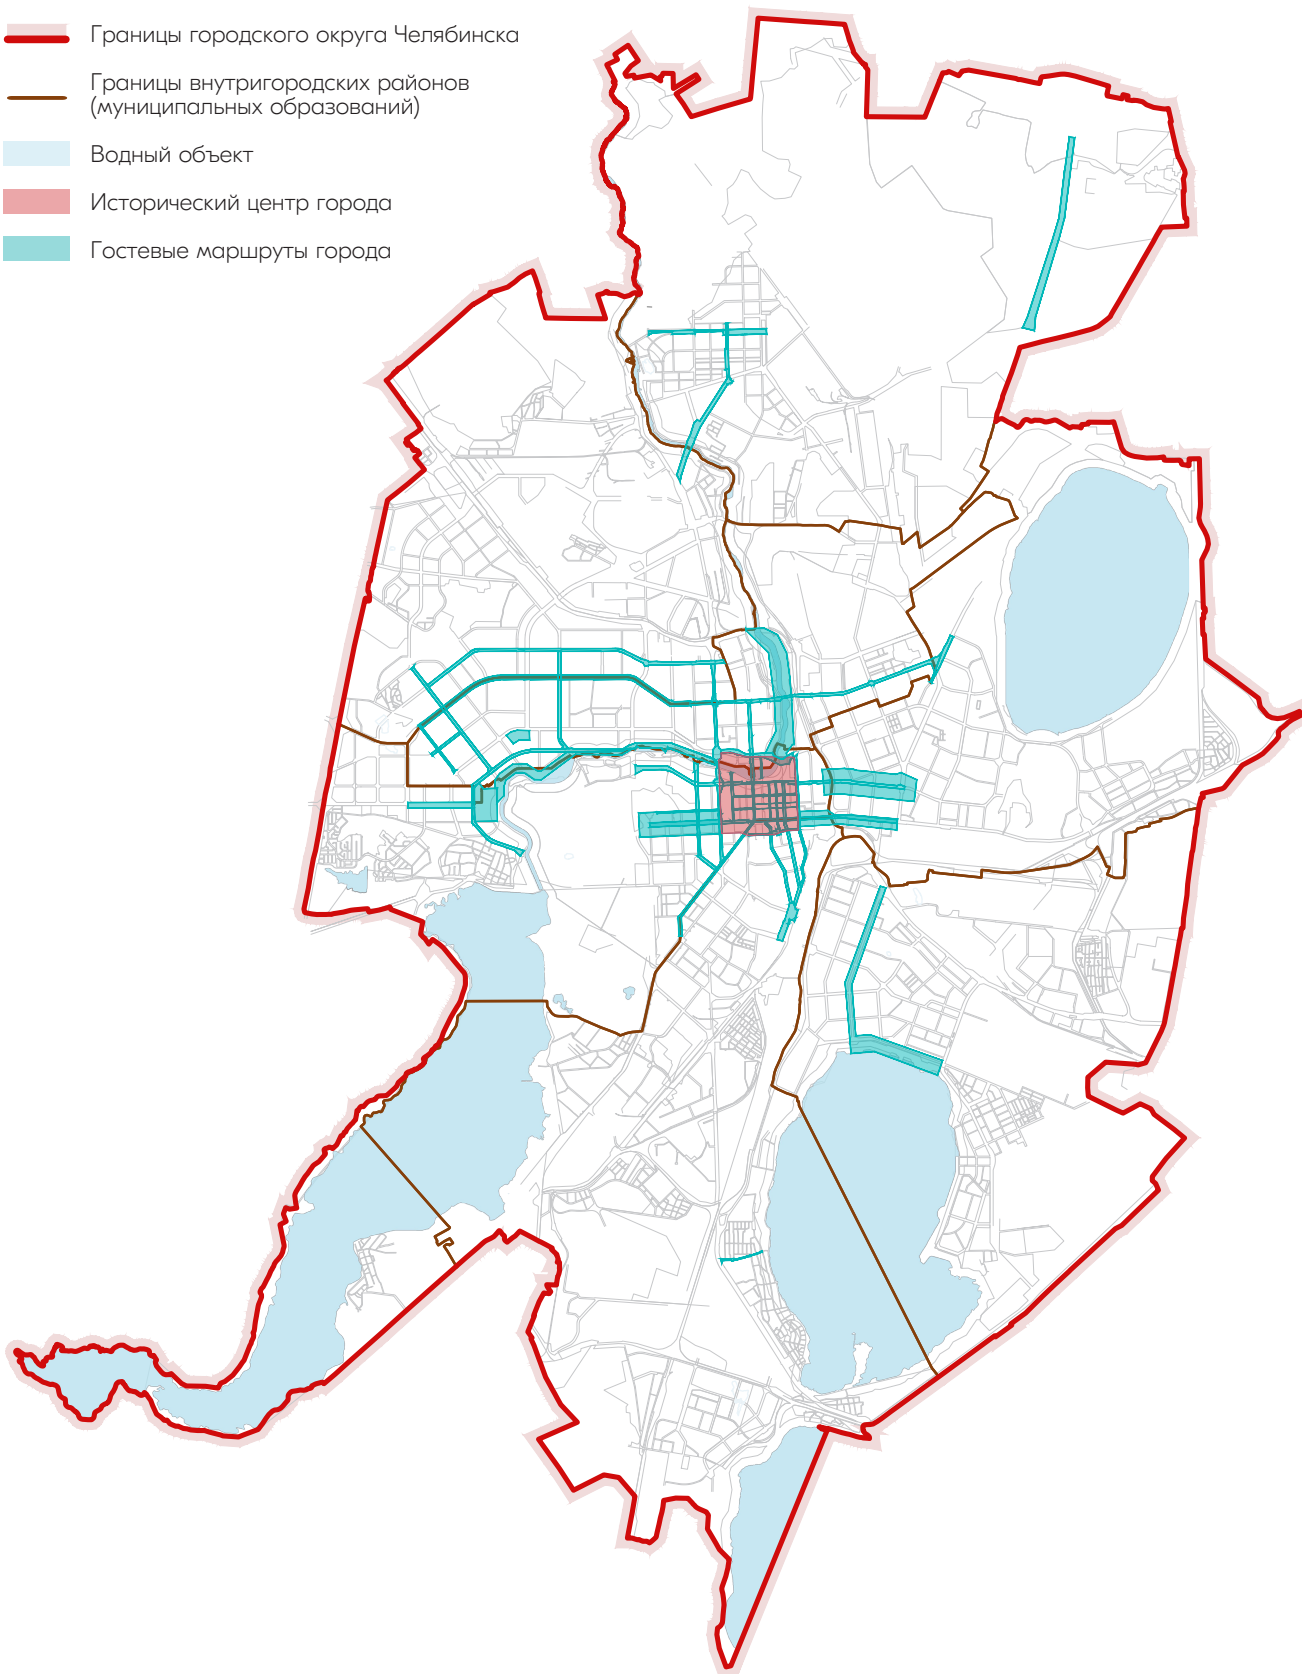 Границы городского округа Челябинска
Границы внутригородских районов
(муниципальных образований)
Водный объект
Исторический центр города
Гостевые маршруты города